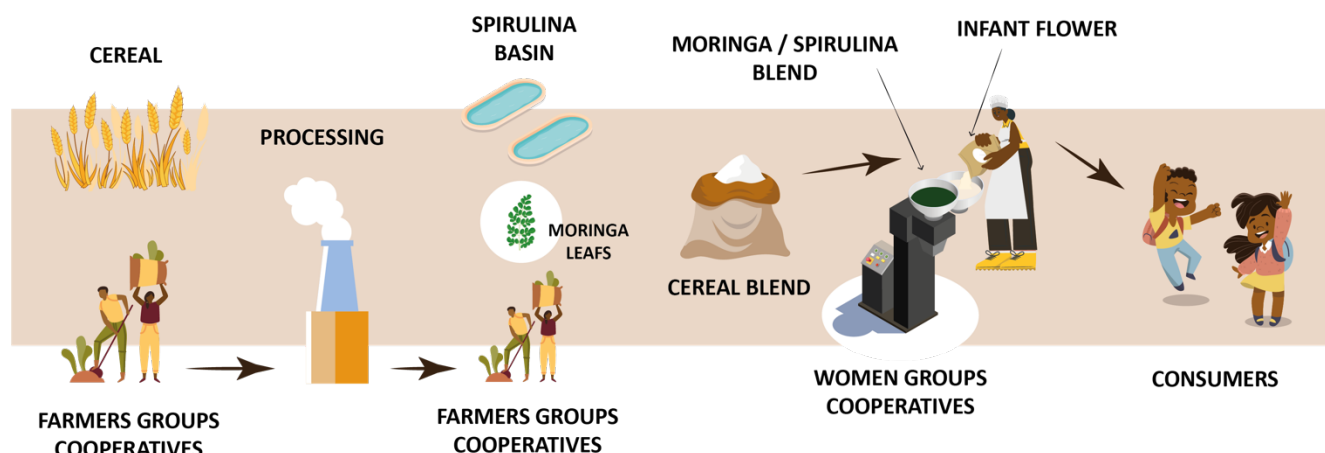 CEREAL
FARMERS GROUPS
COOPERATIVES
PROCESSING
SPIRULINA
BASIN
MORINGA
LEAFS
FARMERS GROUPS
COOPERATIVES
CEREAL BLEND
MORINGA / SPIRULINA
BLEND
INFANT FLOWER
WOMEN GROUPS
COOPERATIVES
CONSUMERS